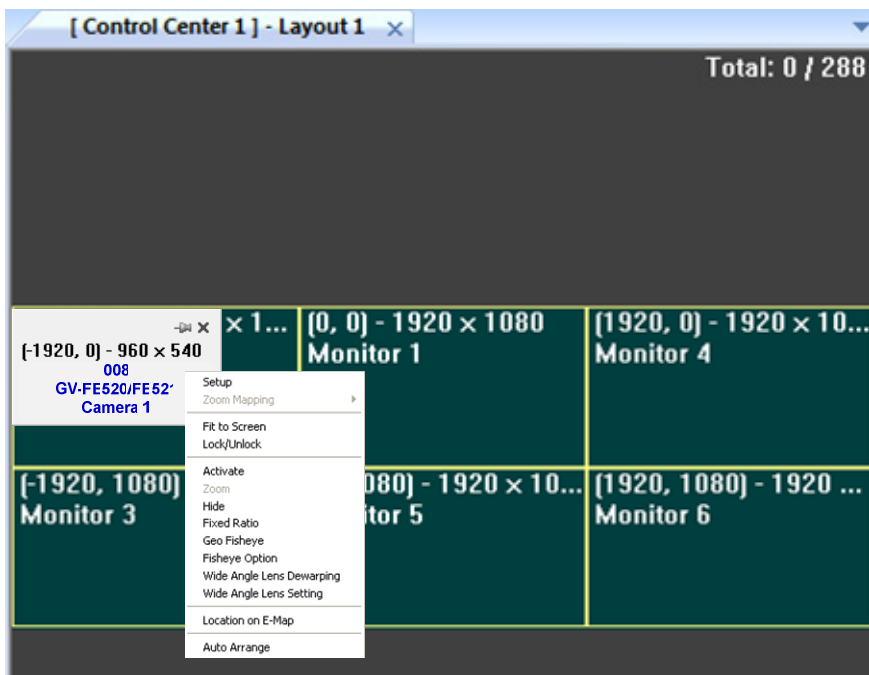 [ Control Center 1 ] - Layout 1
Total: 0 / 288
(-1920, 0) - 960 × 540
008
GV-FE520/FE521
Camera 1
× 1...
(0, 0) - 1920 × 1080
Monitor 1
(1920, 0) - 1920 × 10...
Monitor 4
Setup
Zoom Mapping
Fit to Screen
Lock/Unlock
Activate
Zoom
Hide
Fixed Ratio
Geo Fisheye
Fisheye Option
Wide Angle Lens Dewarping
Wide Angle Lens Setting
Location on E-Map
Auto Arrange
(-1920, 1080)
Monitor 3
080) - 1920 × 10...
itor 5
(1920, 1080) - 1920 ...
Monitor 6